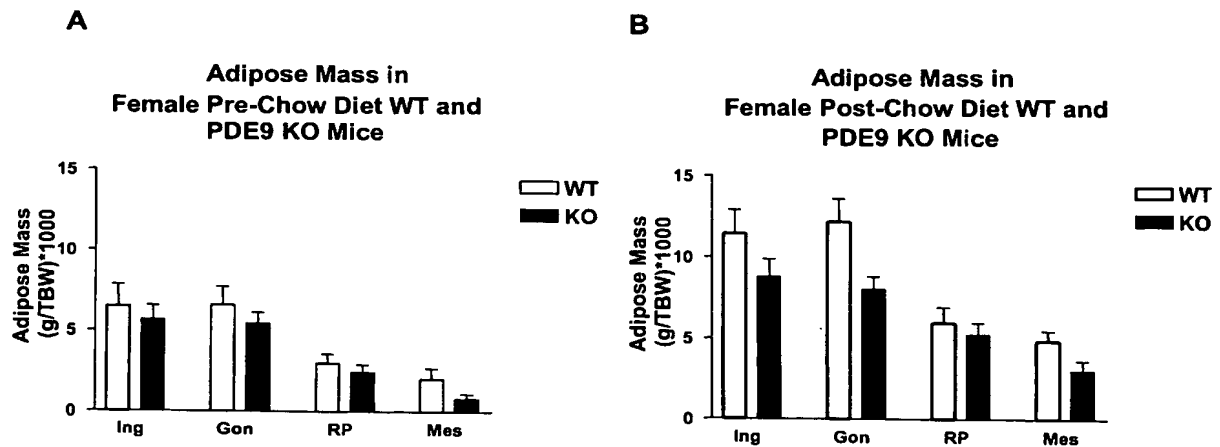 A
Adipose Mass in
Female Pre-Chow Diet WT and
PDE9 KO Mice
Adipose Mass
(g/TBW)*1000
15
10
5
0
WT
KO
Ing Gon RP Mes
B
Adipose Mass in
Female Post-Chow Diet WT and
PDE9 KO Mice
Adipose Mass
(g/TBW)*1000
15
10
5
0
WT
KO
Ing Gon RP Mes